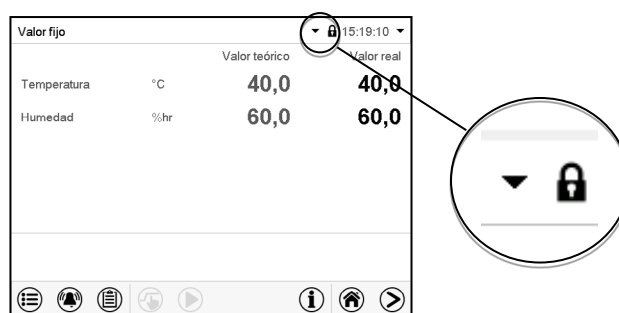 Valor fijo 15:19:10
Valor teórico Valor real
Temperatura °C 40,0 40,0
Humedad %hr 60,0 60,0